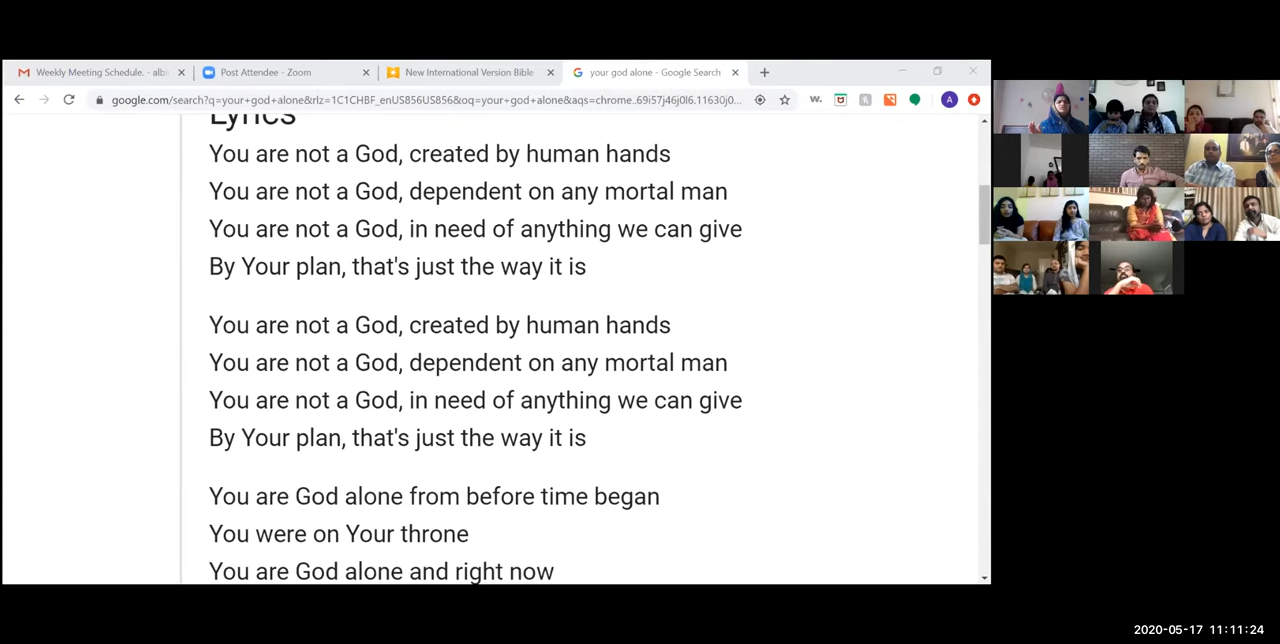 Weekly Meeting Schedule. - albi
Post Attendee - Zoom
New International Version Bible
your god alone - Google Search
google.com/search?q=your+god+alone&rlz=1C1CHBF_enUS856US856&oq=your+god+alone&aqs=chrome..69i57j46j0l6.11630j0...
w.
A
Lyrics
You are not a God, created by human hands
You are not a God, dependent on any mortal man
You are not a God, in need of anything we can give
By Your plan, that's just the way it is
You are not a God, created by human hands
You are not a God, dependent on any mortal man
You are not a God, in need of anything we can give
By Your plan, that's just the way it is
You are God alone from before time began
You were on Your throne
You are God alone and right now
2020-05-17 11:11:24